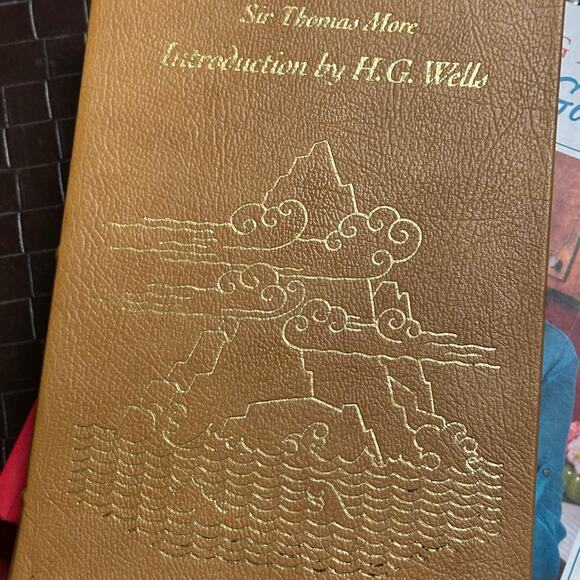 Sir Thomas More
Introduction by H.G. Wells